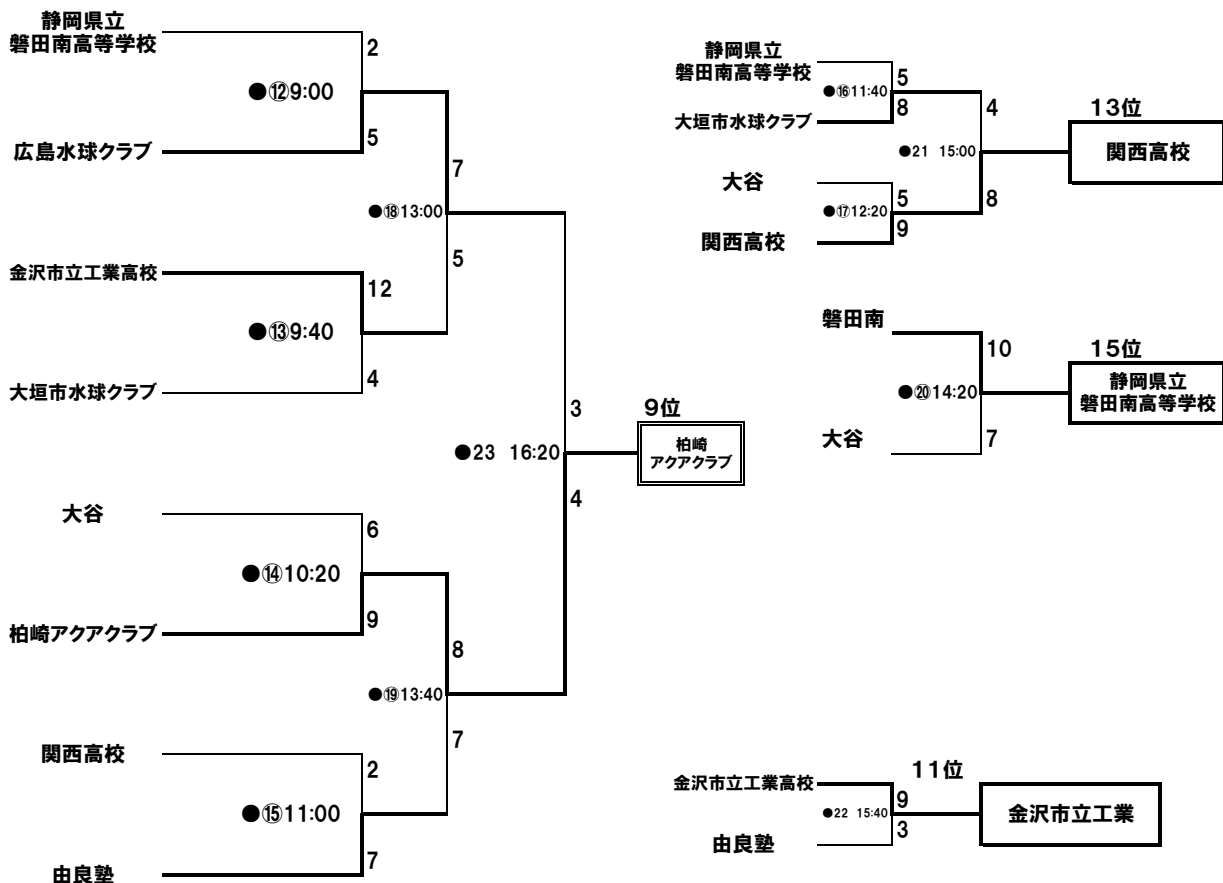 静岡県立
磐田南高等学校
2
●⑫9:00
広島水球クラブ
5
7
●⑱13:00
金沢市立工業高校
12
5
●⑬9:40
大垣市水球クラブ
4
3
9位
●23 16:20
柏崎
アクアクラブ
4
大谷
6
●⑭10:20
柏崎アクアクラブ
9
8
●⑲13:40
関西高校
2
7
●⑮11:00
由良塾
7
静岡県立
磐田南高等学校
5
●⑯11:40
大垣市水球クラブ
8
4
13位
●21 15:00
関西高校
大谷
5
●⑰12:20
8
関西高校
9
磐田南
10
15位
●⑳14:20
静岡県立
磐田南高等学校
大谷
7
11位
金沢市立工業高校
9
●22 15:40
金沢市立工業
由良塾
3